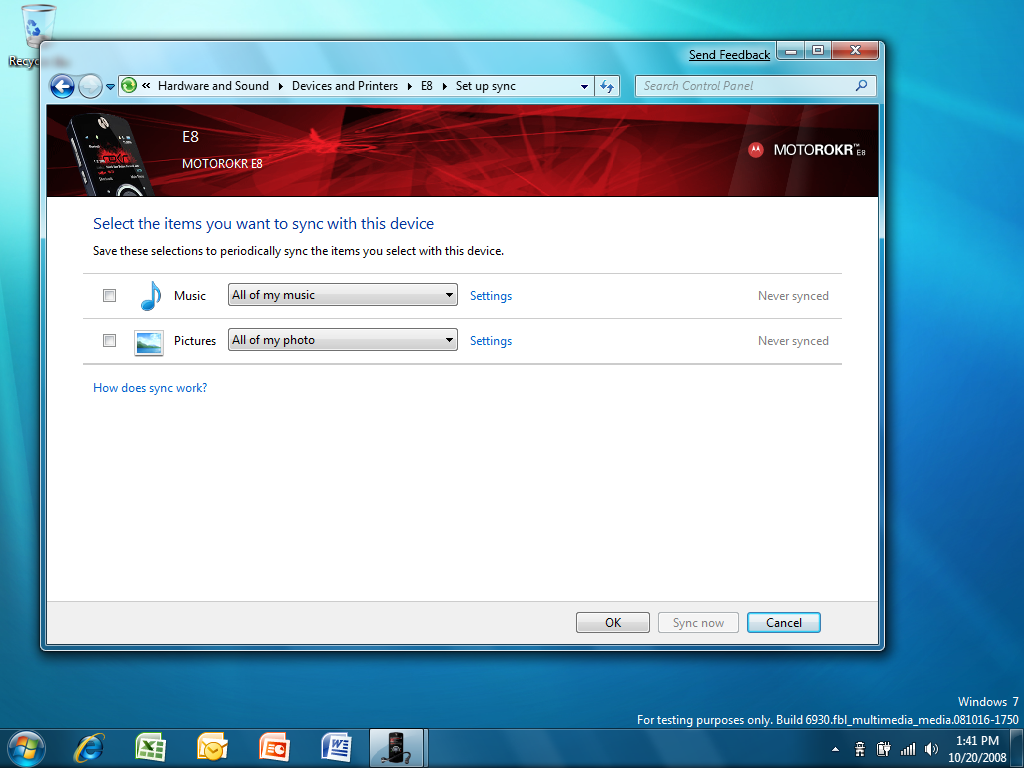 Recyc
Send Feedback
« Hardware and Sound Devices and Printers E8 Set up sync
Search Control Panel
E8
MOTOROKR E8
MOTOROKR™ E8
Select the items you want to sync with this device
Save these selections to periodically sync the items you select with this device.
Music All of my music Settings Never synced
Pictures All of my photo Settings Never synced
How does sync work?
OK Sync now Cancel
Windows 7
For testing purposes only. Build 6930.fbl_multimedia_media.081016-1750
1:41 PM
10/20/2008